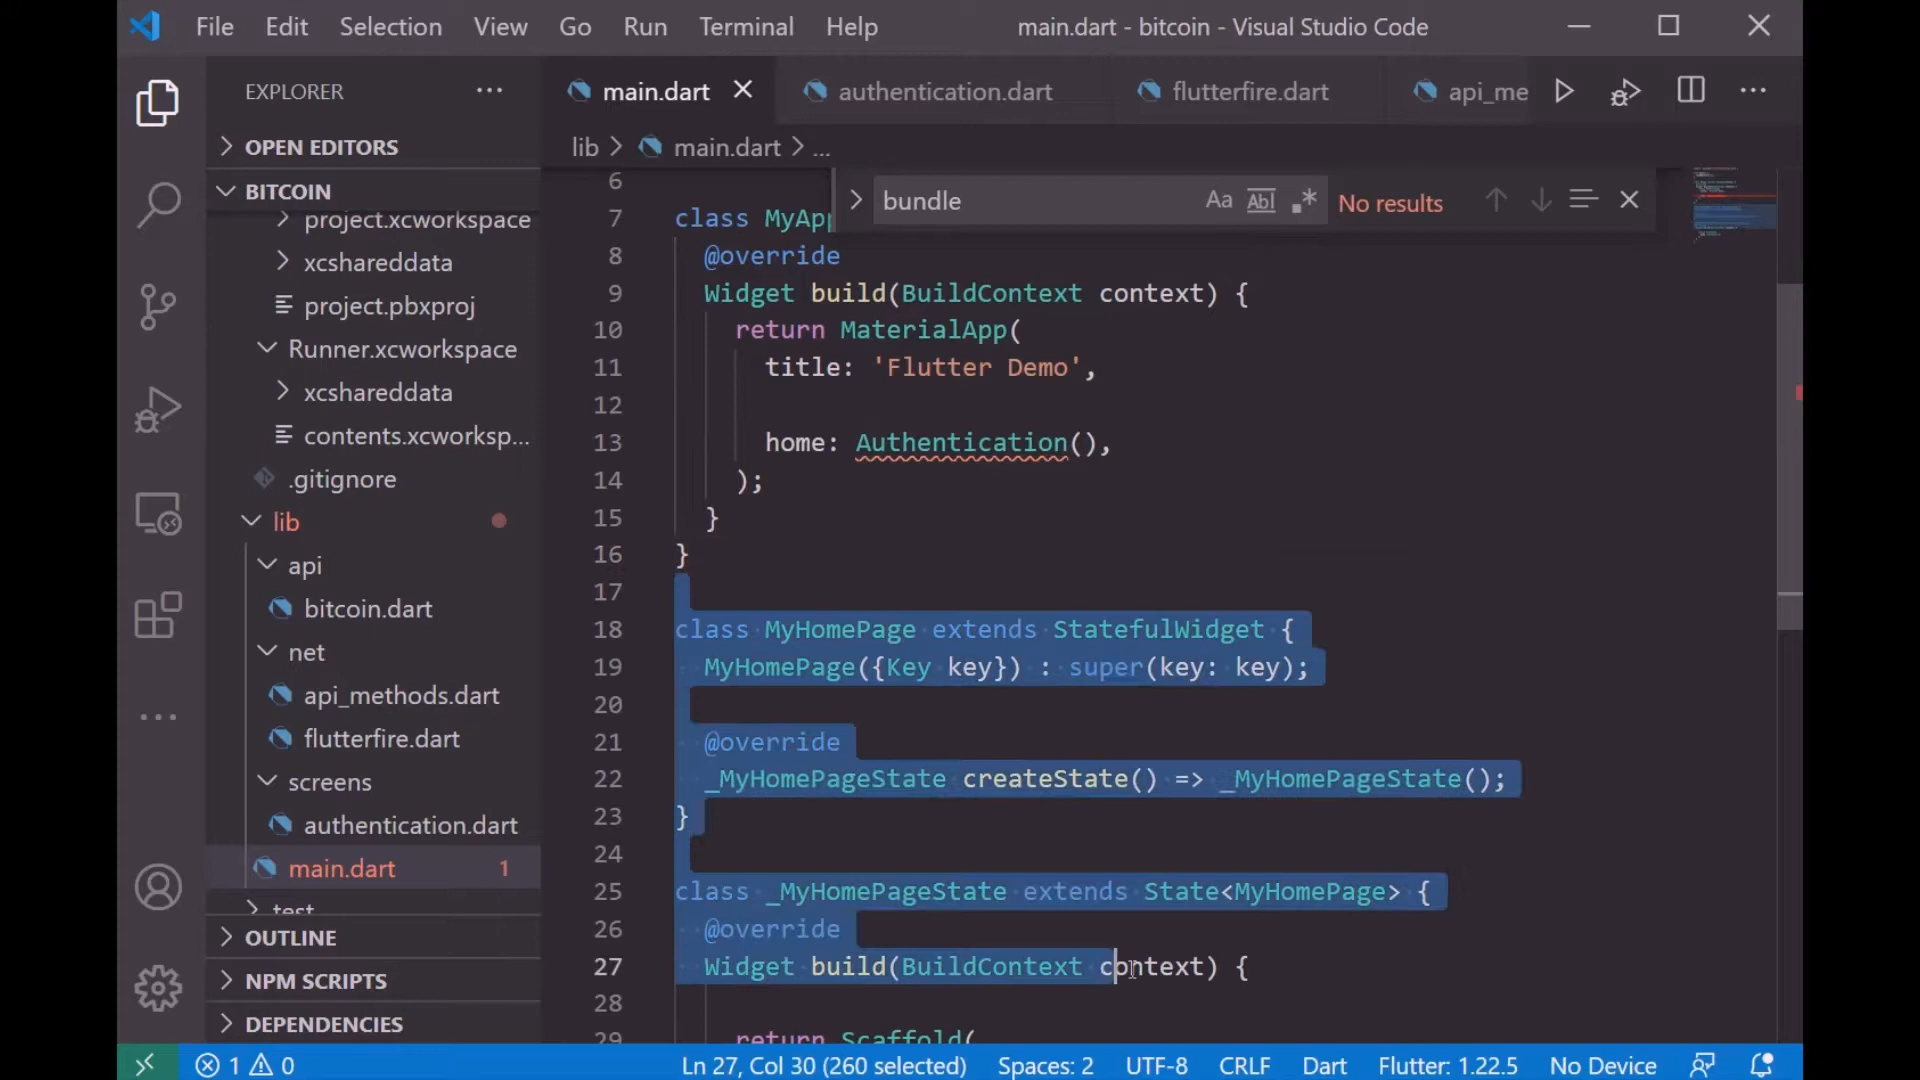 File Edit Selection View Go Run Terminal Help main.dart - bitcoin - Visual Studio Code
EXPLORER
OPEN EDITORS
BITCOIN
project.xcworkspace
xcshareddata
project.pbxproj
Runner.xcworkspace
xcshareddata
contents.xcworksp...
.gitignore
lib
api
bitcoin.dart
net
api_methods.dart
flutterfire.dart
screens
authentication.dart
main.dart 1
test
OUTLINE
NPM SCRIPTS
DEPENDENCIES
main.dart authentication.dart flutterfire.dart api_me
lib > main.dart > ...
bundle Aa Abl .* No results
6
7 class MyApp
8 @override
9 Widget build(BuildContext context) {
10 return MaterialApp(
11 title: 'Flutter Demo',
12
13 home: Authentication(),
14 );
15 }
16 }
17
18 class MyHomePage extends StatefulWidget {
19 MyHomePage({Key key}) : super(key: key);
20
21 @override
22 _MyHomePageState createState() => _MyHomePageState();
23 }
24
25 class _MyHomePageState extends State<MyHomePage> {
26 @override
27 Widget build(BuildContext context) {
28
29 return Scaffold(
1 0 Ln 27, Col 30 (260 selected) Spaces: 2 UTF-8 CRLF Dart Flutter: 1.22.5 No Device